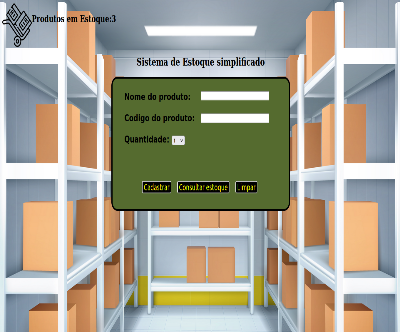 Produtos em Estoque:3
Sistema de Estoque simplificado
Nome do produto:
Codigo do produto:
Quantidade:
Cadastrar Consultar estoque Limpar